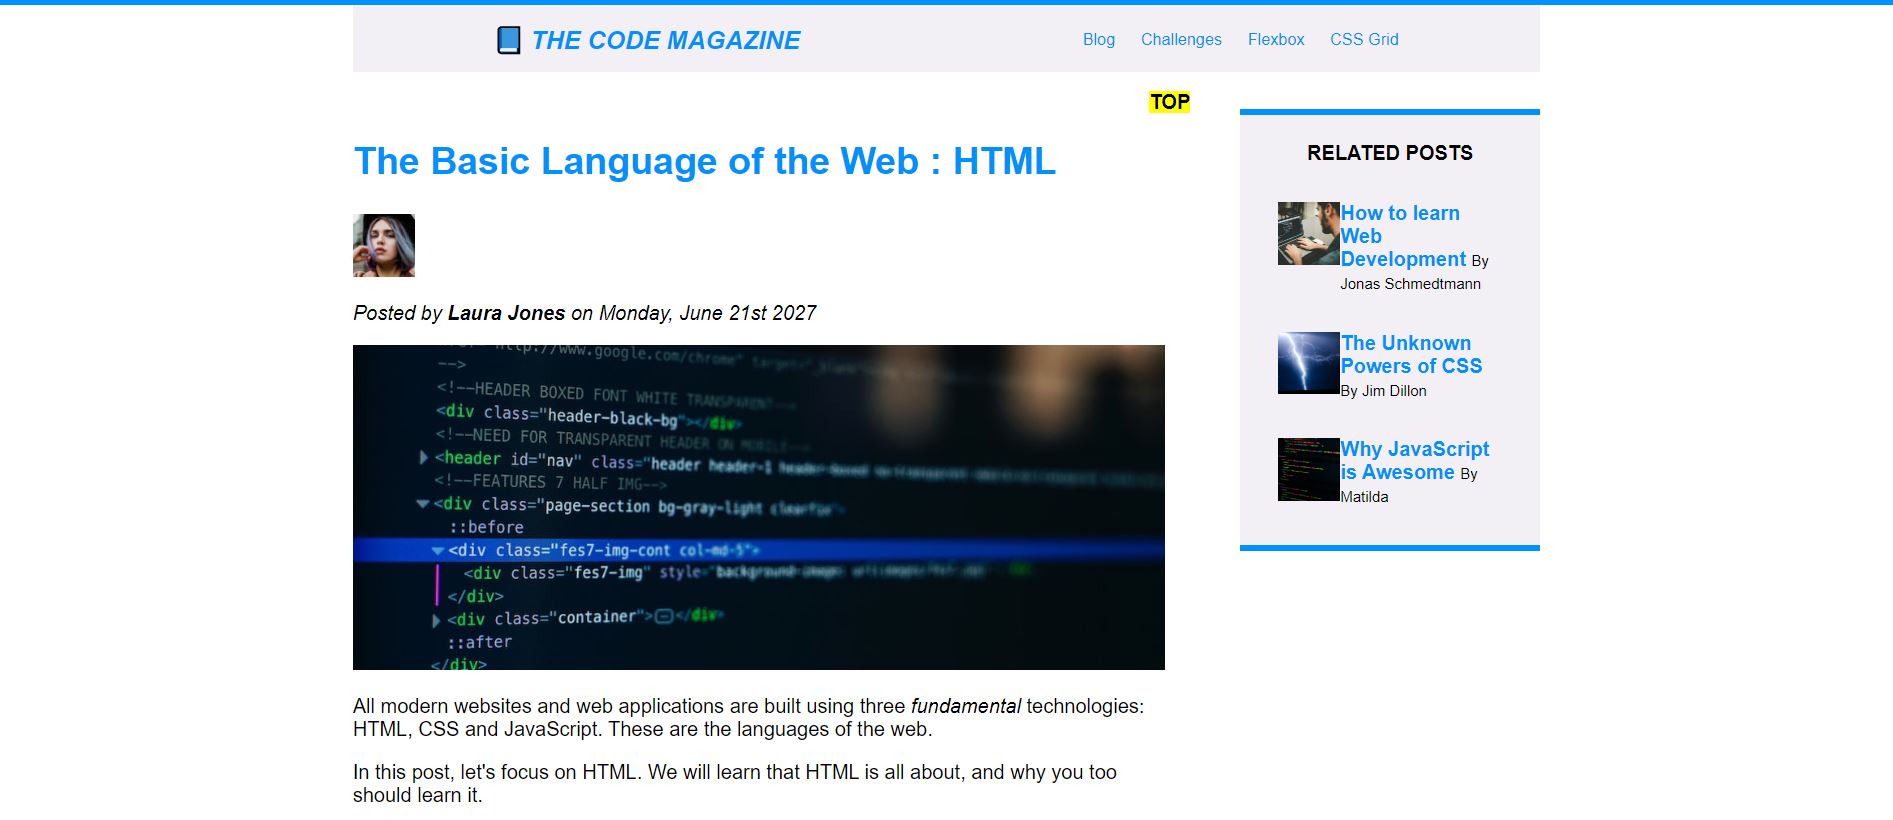 THE CODE MAGAZINE
Blog Challenges Flexbox CSS Grid
TOP
The Basic Language of the Web : HTML
Posted by Laura Jones on Monday, June 21st 2027
http://www.google.com/chrome"
-->
<!--HEADER BOXED FONT WHITE TRANSPARENT-->
<div class="header-black-bg"></div>
<!--NEED FOR TRANSPARENT HEADER ON MOBILE-->
<header id="nav" class="header header-1
<!--FEATURES 7 HALF IMG-->
<div class="page-section bg-gray-light clearfix">
::before
<div class="fes7-img-cont col-md-5">
<div class="fes7-img" style="
</div>
<div class="container"></div>
::after
</div>
All modern websites and web applications are built using three fundamental technologies:
HTML, CSS and JavaScript. These are the languages of the web.
In this post, let's focus on HTML. We will learn that HTML is all about, and why you too
should learn it.
RELATED POSTS
How to learn
Web
Development By
Jonas Schmedtmann
The Unknown
Powers of CSS
By Jim Dillon
Why JavaScript
is Awesome By
Matilda